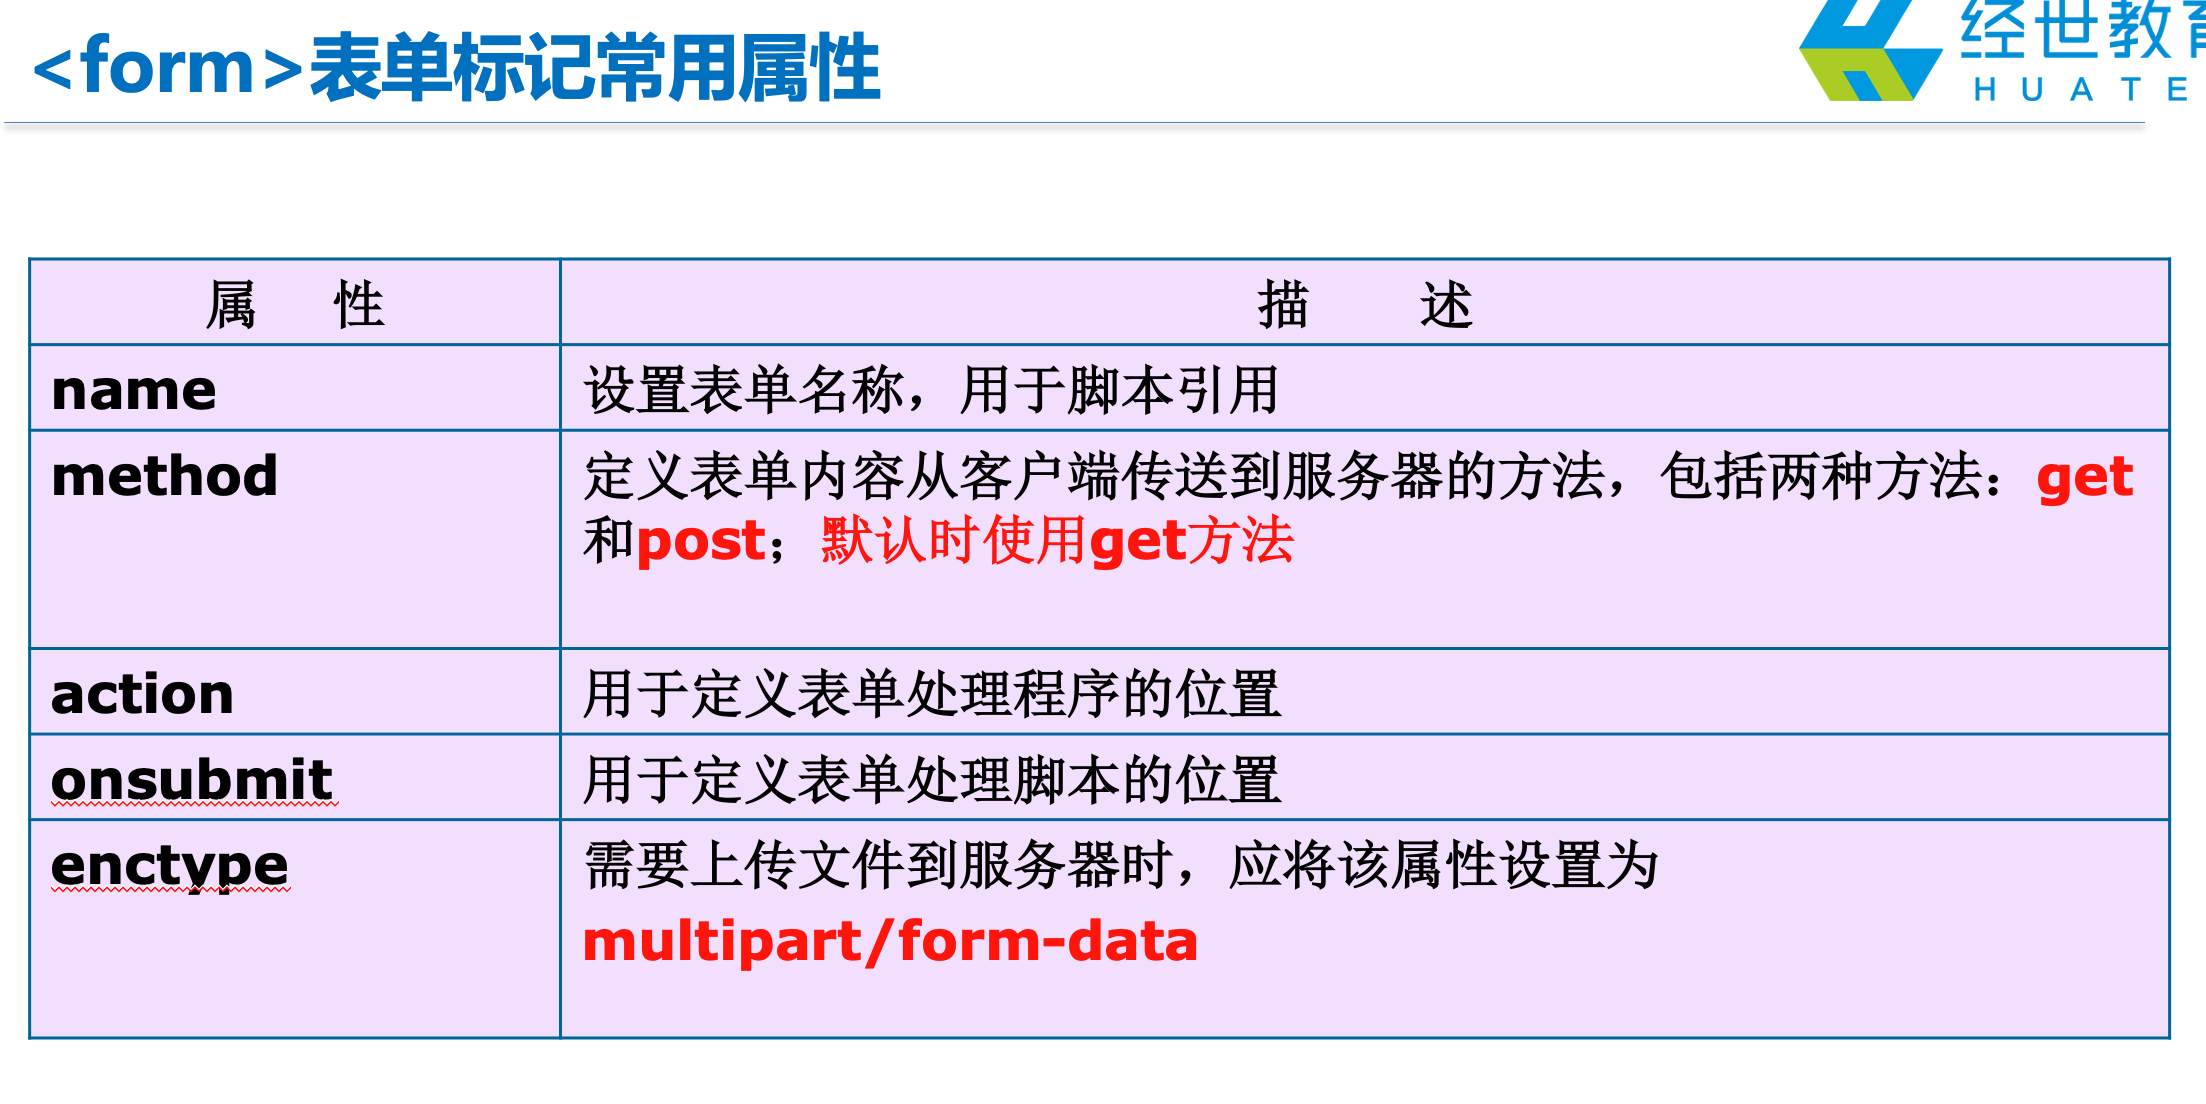 <form>表单标记常用属性
经世教育
HUATE
属 性
描 述
name
设置表单名称，用于脚本引用
method
定义表单内容从客户端传送到服务器的方法，包括两种方法：get
和post；默认时使用get方法
action
用于定义表单处理程序的位置
onsubmit
用于定义表单处理脚本的位置
enctype
需要上传文件到服务器时，应将该属性设置为
multipart/form-data